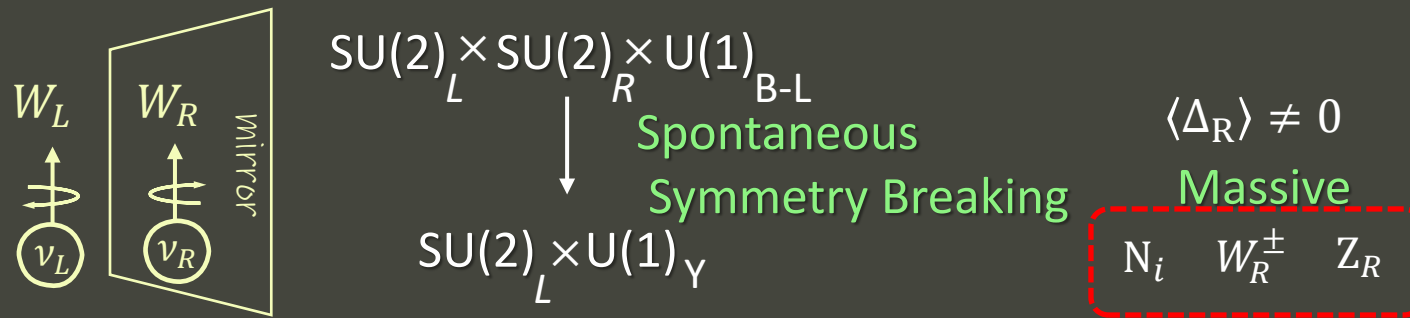 W_L W_R
mirror
ν_L ν_R
SU(2)_L × SU(2)_R × U(1)_B-L
Spontaneous
Symmetry Breaking
SU(2)_L × U(1)_Y
⟨Δ_R⟩ ≠ 0
Massive
N_i W_R^± Z_R